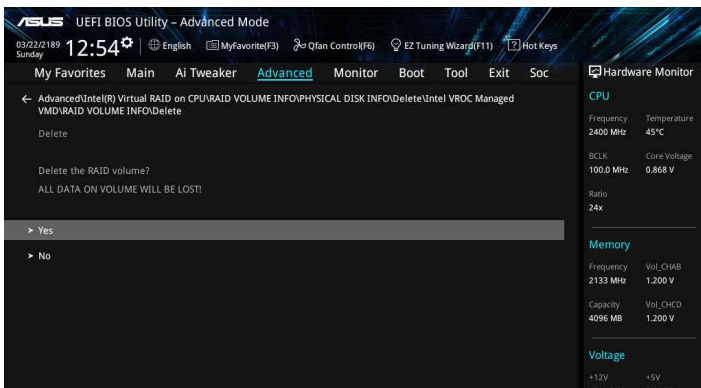 ASUS UEFI BIOS Utility – Advanced Mode
03/22/2189 Sunday 12:54 English MyFavorite(F3) Qfan Control(F6) EZ Tuning Wizard(F11) ? Hot Keys
My Favorites Main Ai Tweaker Advanced Monitor Boot Tool Exit Soc
← Advanced\Intel(R) Virtual RAID on CPU\RAID VOLUME INFO\PHYSICAL DISK INFO\Delete\Intel VROC Managed
VMD\RAID VOLUME INFO\Delete
Delete
Delete the RAID volume?
ALL DATA ON VOLUME WILL BE LOST!
> Yes
> No
Hardware Monitor
CPU
Frequency Temperature
2400 MHz 45°C
BCLK Core Voltage
100.0 MHz 0.868 V
Ratio
24x
Memory
Frequency Vol_CHAB
2133 MHz 1.200 V
Capacity Vol_CHCD
4096 MB 1.200 V
Voltage
+12V +5V